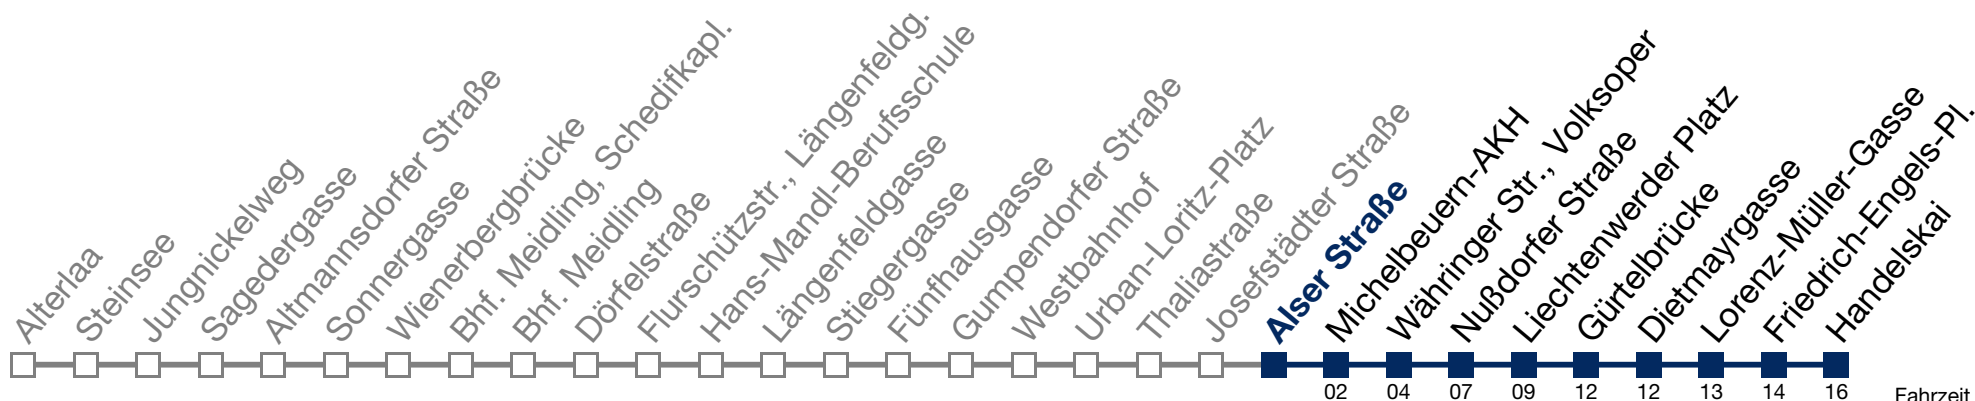 Alterlaa
Steinsee
Jungnickelweg
Sagedergasse
Altmannsdorfer Straße
Sonnergasse
Wienerbergbrücke
Bhf. Meidling, Schedifkapl.
Bhf. Meidling
Dörfelstraße
Flurschützstr., Längenfeldg.
Hans-Mandl-Berufsschule
Längenfeldgasse
Stiegergasse
Fünfhausgasse
Gumpendorfer Straße
Westbahnhof
Urban-Loritz-Platz
Thaliastraße
Josefstädter Straße
Alser Straße
Michelbeuern-AKH
Währinger Str., Volksoper
Nußdorfer Straße
Liechtenwerder Platz
Gürtelbrücke
Dietmayrgasse
Lorenz-Müller-Gasse
Friedrich-Engels-Pl.
Handelskai
02 04 07 09 12 12 13 14 16 Fahrzeit